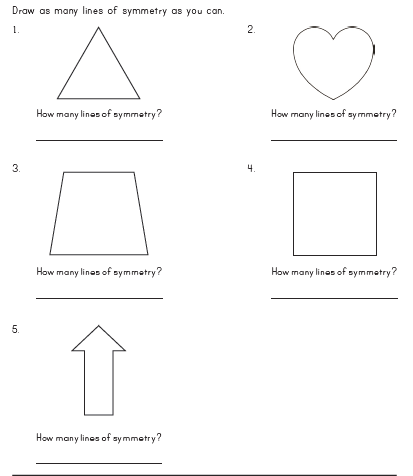 Draw as many lines of symmetry as you can.
1.
2.
How many lines of symmetry?
How many lines of symmetry?
3.
4.
How many lines of symmetry?
How many lines of symmetry?
5.
How many lines of symmetry?